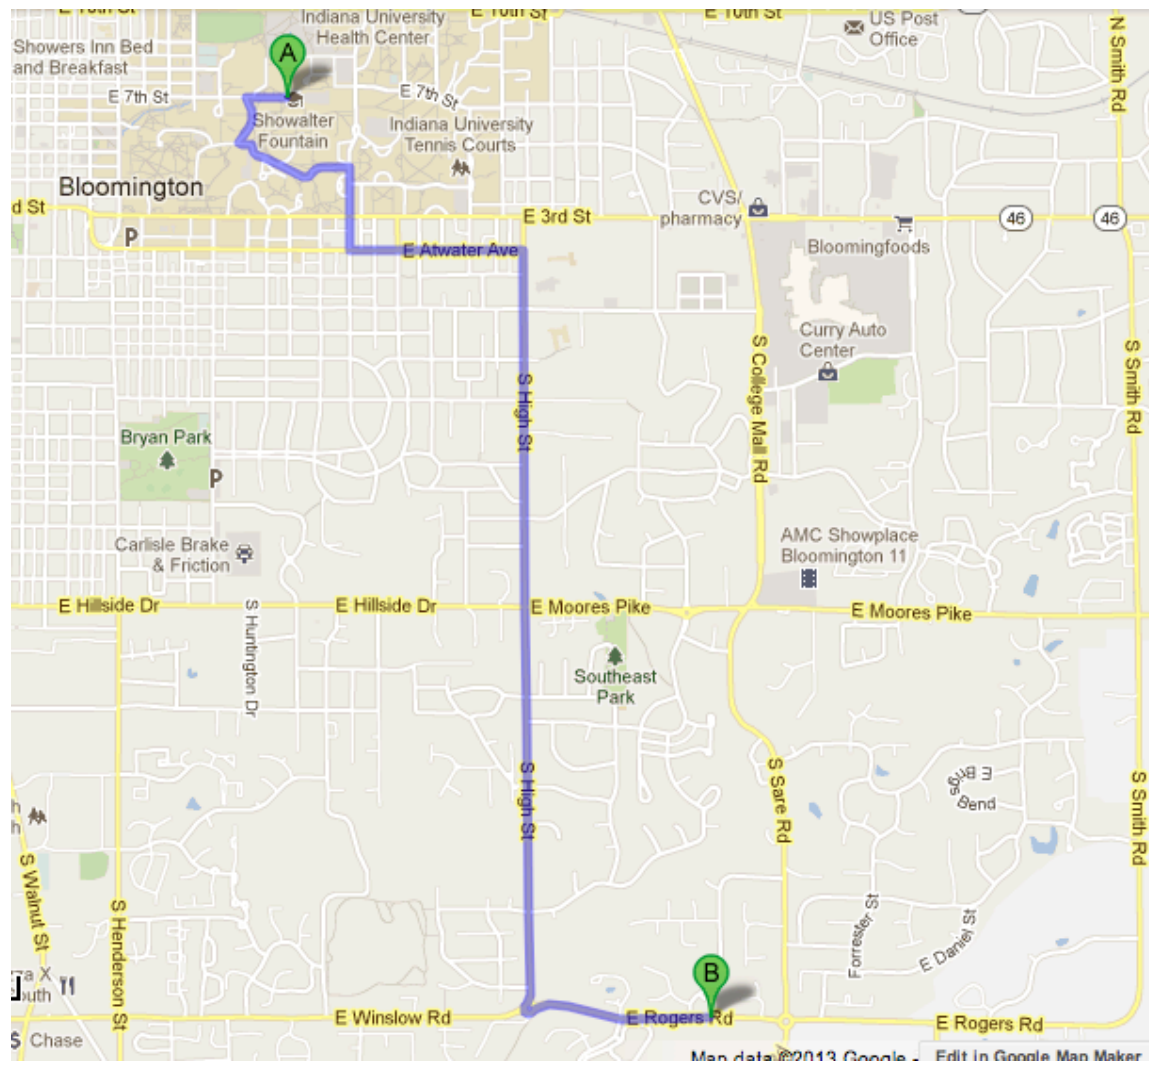 E 10th St
E 10th St
Indiana University
Health Center
US Post
Office
N Smith Rd
Showers Inn Bed
and Breakfast
A
E 7th St
E 7th St
Showalter
Fountain
Indiana University
Tennis Courts
Bloomington
CVS/
pharmacy
d St
E 3rd St
46
46
P
E Atwater Ave
Bloomingfoods
Curry Auto
Center
S High St
S College Mall Rd
S Smith Rd
Bryan Park
P
Carlisle Brake
& Friction
AMC Showplace
Bloomington 11
E Hillside Dr
E Hillside Dr
E Moores Pike
E Moores Pike
S Huntington Dr
Southeast
Park
S High St
S Sare Rd
E Brigs
Bend
S Smith Rd
h
h
S Walnut St
S Henderson St
Forrester St
E Daniel St
za X
outh
B
E Winslow Rd
E Rogers Rd
E Rogers Rd
$ Chase
Map data ©2013 Google -
Edit in Google Map Maker